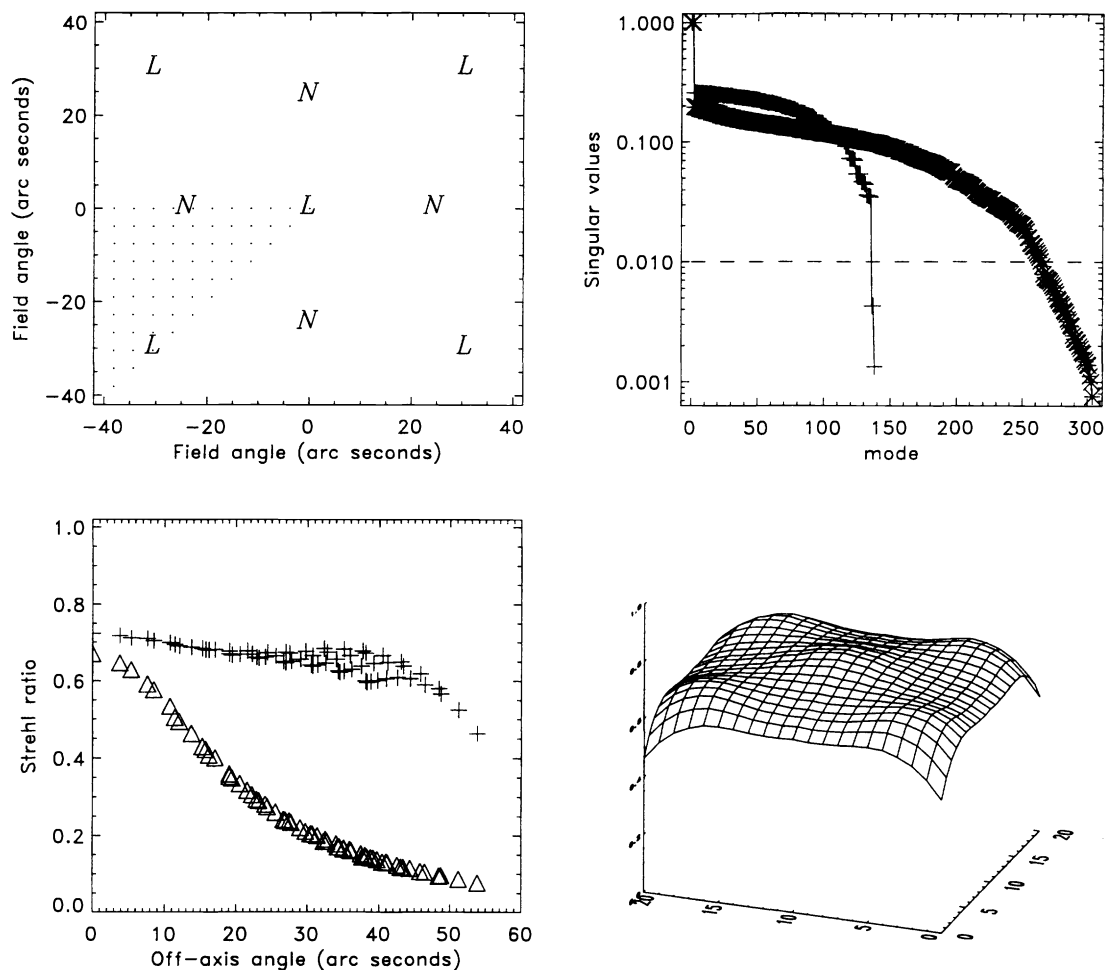 40
20
0
−20
−40
Field angle (arc seconds)
L L
N
N L N
N
L L
−40 −20 0 20 40
Field angle (arc seconds)
1.000
0.100
0.010
0.001
Singular values
0 50 100 150 200 250 300
mode
1.0
0.8
0.6
0.4
0.2
0.0
Strehl ratio
0 10 20 30 40 50 60
Off−axis angle (arc seconds)
20 15 10 5 0
0 5 10 15 20